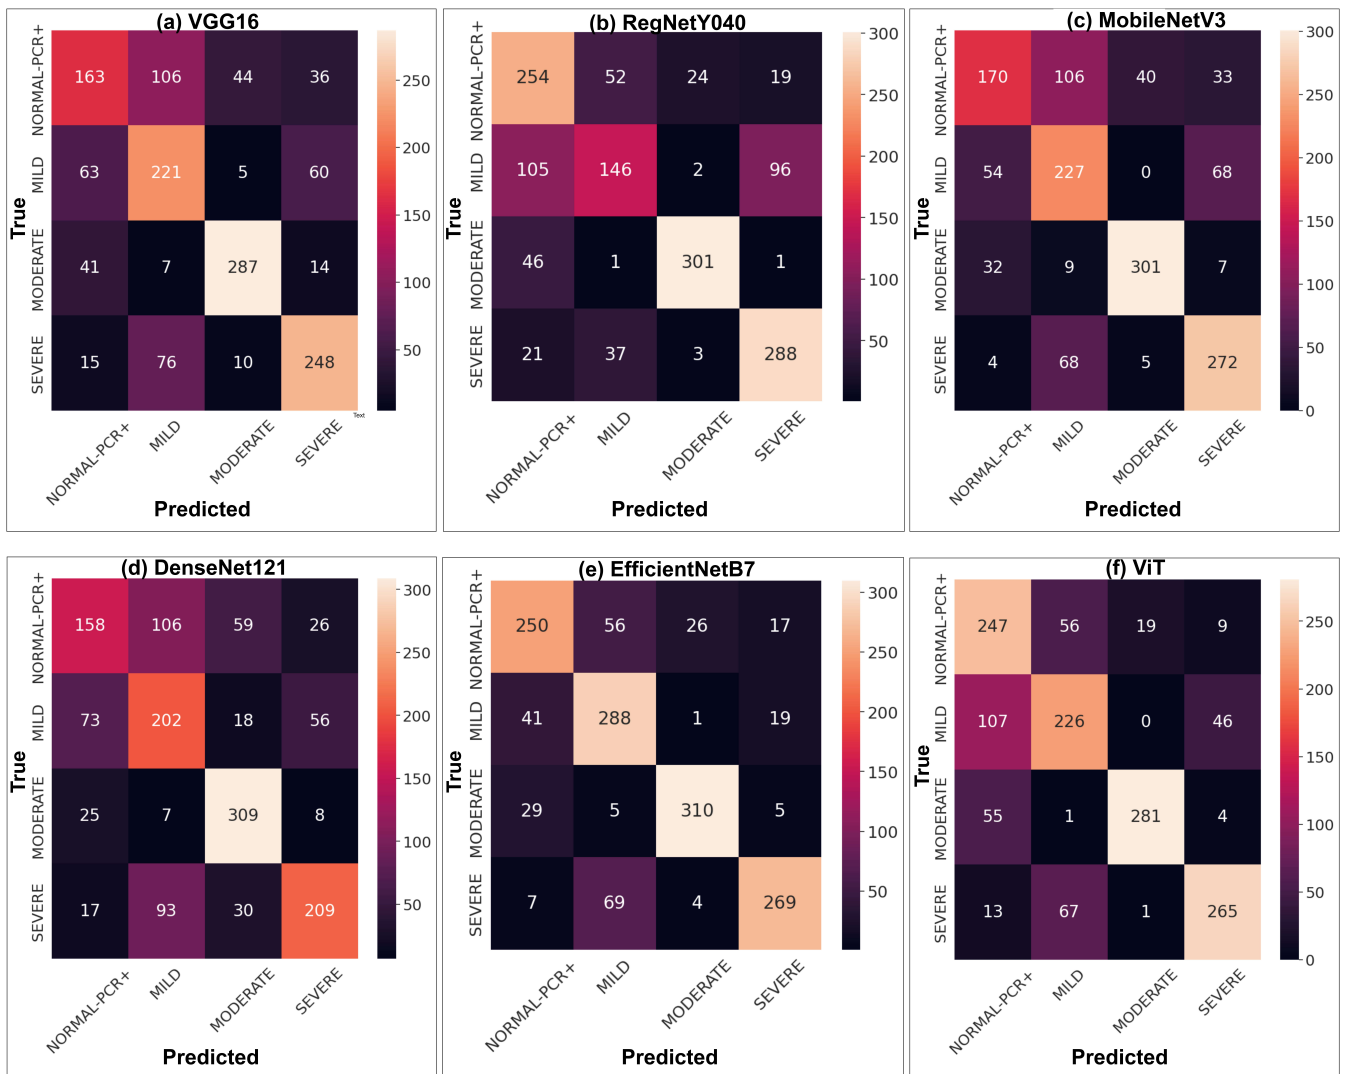 (a) VGG16
NORMAL-PCR+ 163 106 44 36
MILD 63 221 5 60
MODERATE 41 7 287 14
SEVERE 15 76 10 248
True
250
200
150
100
50
Text
NORMAL-PCR+ MILD MODERATE SEVERE
Predicted
(b) RegNetY040
NORMAL-PCR+ 254 52 24 19
MILD 105 146 2 96
MODERATE 46 1 301 1
SEVERE 21 37 3 288
True
300
250
200
150
100
50
NORMAL-PCR+ MILD MODERATE SEVERE
Predicted
(c) MobileNetV3
NORMAL-PCR+ 170 106 40 33
MILD 54 227 0 68
MODERATE 32 9 301 7
SEVERE 4 68 5 272
True
300
250
200
150
100
50
0
NORMAL-PCR+ MILD MODERATE SEVERE
Predicted
(d) DenseNet121
NORMAL-PCR+ 158 106 59 26
MILD 73 202 18 56
MODERATE 25 7 309 8
SEVERE 17 93 30 209
True
300
250
200
150
100
50
NORMAL-PCR+ MILD MODERATE SEVERE
Predicted
(e) EfficientNetB7
NORMAL-PCR+ 250 56 26 17
MILD 41 288 1 19
MODERATE 29 5 310 5
SEVERE 7 69 4 269
True
300
250
200
150
100
50
NORMAL-PCR+ MILD MODERATE SEVERE
Predicted
(f) ViT
NORMAL-PCR+ 247 56 19 9
MILD 107 226 0 46
MODERATE 55 1 281 4
SEVERE 13 67 1 265
True
250
200
150
100
50
0
NORMAL-PCR+ MILD MODERATE SEVERE
Predicted